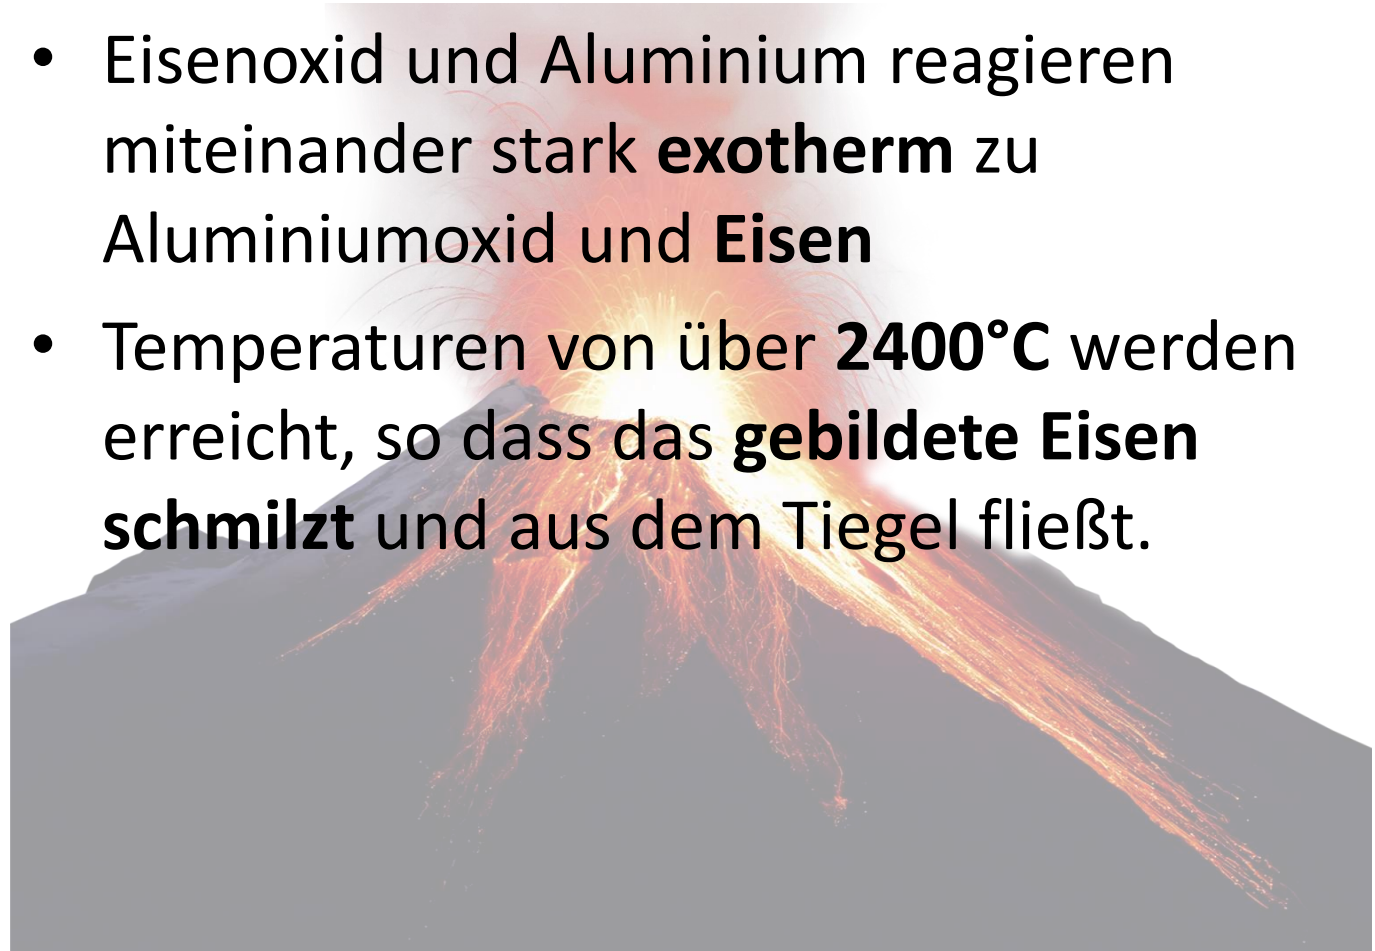 • Eisenoxid und Aluminium reagieren
miteinander stark exotherm zu
Aluminiumoxid und Eisen
• Temperaturen von über 2400°C werden
erreicht, so dass das gebildete Eisen
schmilzt und aus dem Tiegel fließt.